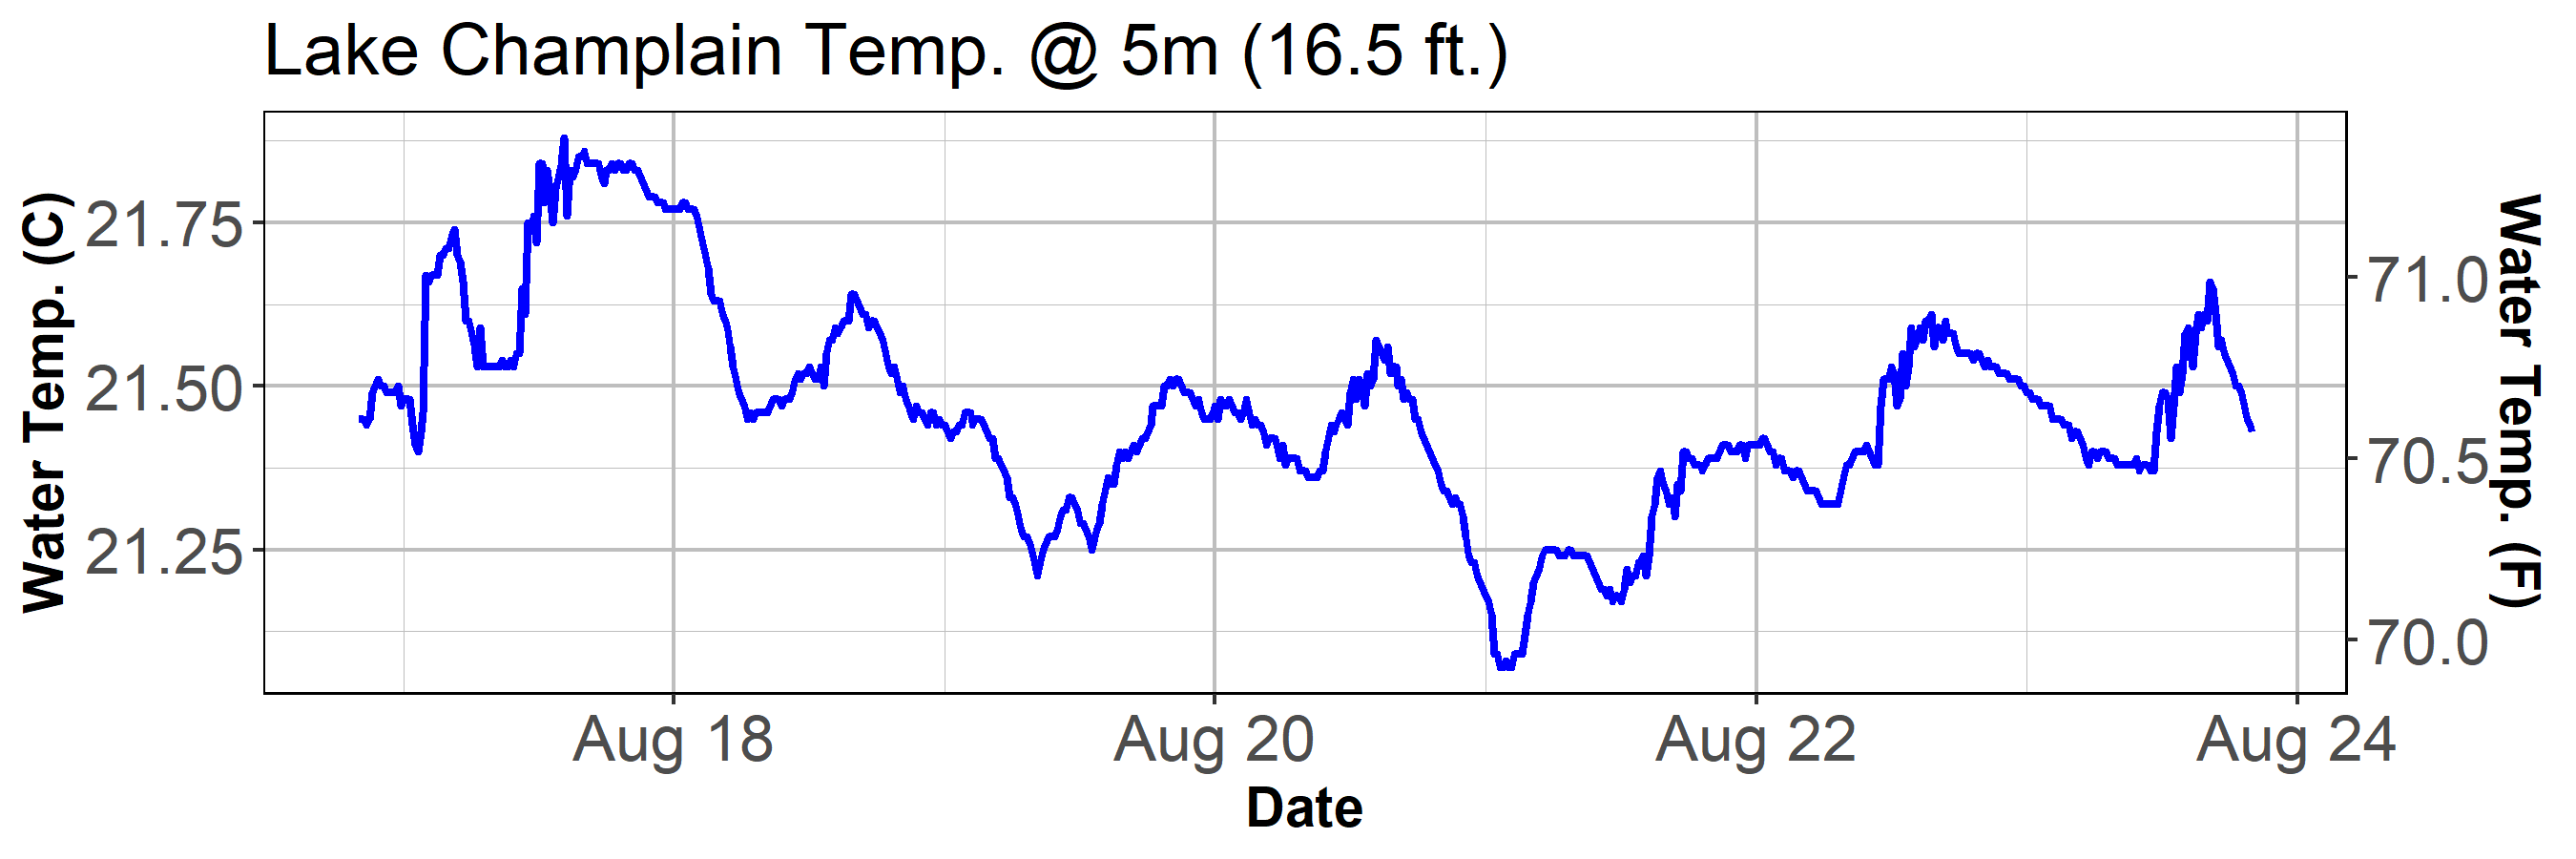 Lake Champlain Temp. @ 5m (16.5 ft.)
Water Temp. (C)
21.75
21.50
21.25
71.0
70.5
70.0
Water Temp. (F)
Aug 18 Aug 20 Aug 22 Aug 24
Date